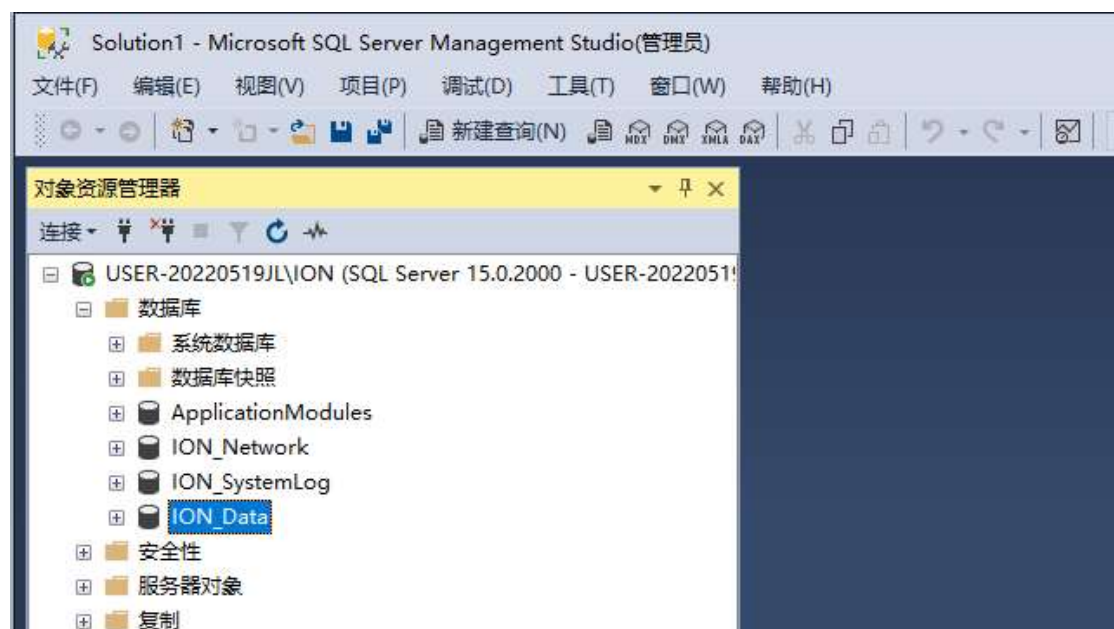 Solution1 - Microsoft SQL Server Management Studio(管理员)
文件(F) 编辑(E) 视图(V) 项目(P) 调试(D) 工具(T) 窗口(W) 帮助(H)
新建查询(N) MDX DMX XMLA DAX
对象资源管理器
连接
USER-20220519JL\ION (SQL Server 15.0.2000 - USER-2022051
数据库
系统数据库
数据库快照
ApplicationModules
ION_Network
ION_SystemLog
ION_Data
安全性
服务器对象
复制